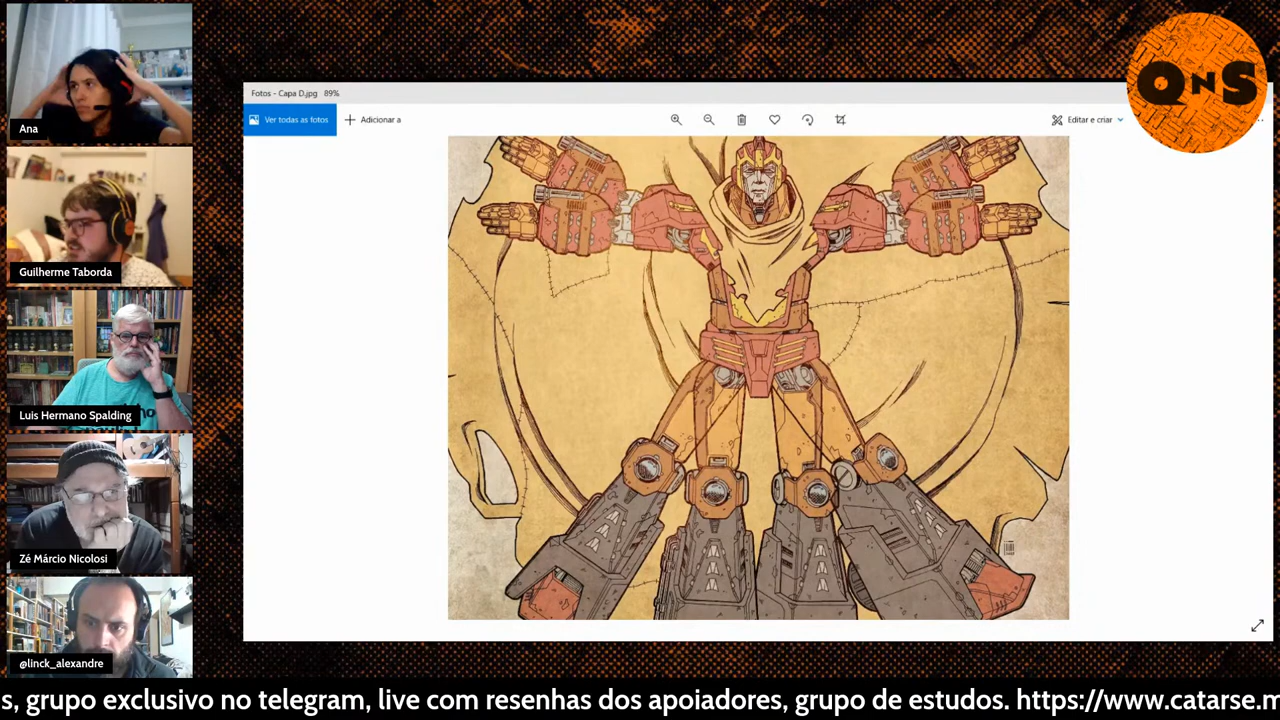 Ana
Guilherme Taborda
Luis Hermano Spalding
Zé Márcio Nicolosi
@linck_alexandre
Fotos - Capa D.jpg 89%
Ver todas as fotos
Adicionar a
Editar e criar
QNS
s, grupo exclusivo no telegram, live com resenhas dos apoiadores, grupo de estudos. https://www.catarse.m